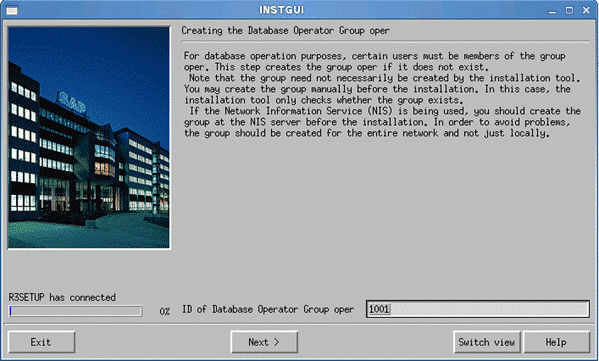 INSTGUI
Creating the Database Operator Group oper
For database operation purposes, certain users must be members of the group
oper. This step creates the group oper if it does not exist.
Note that the group need not necessarily be created by the installation tool.
You may create the group manually before the installation. In this case, the
installation tool only checks whether the group exists.
If the Network Information Service (NIS) is being used, you should create the
group at the NIS server before the installation. In order to avoid problems,
the group should be created for the entire network and not just locally.
SAP
R3SETUP has connected
0%
ID of Database Operator Group oper
1001
Exit
Next >
Switch view
Help